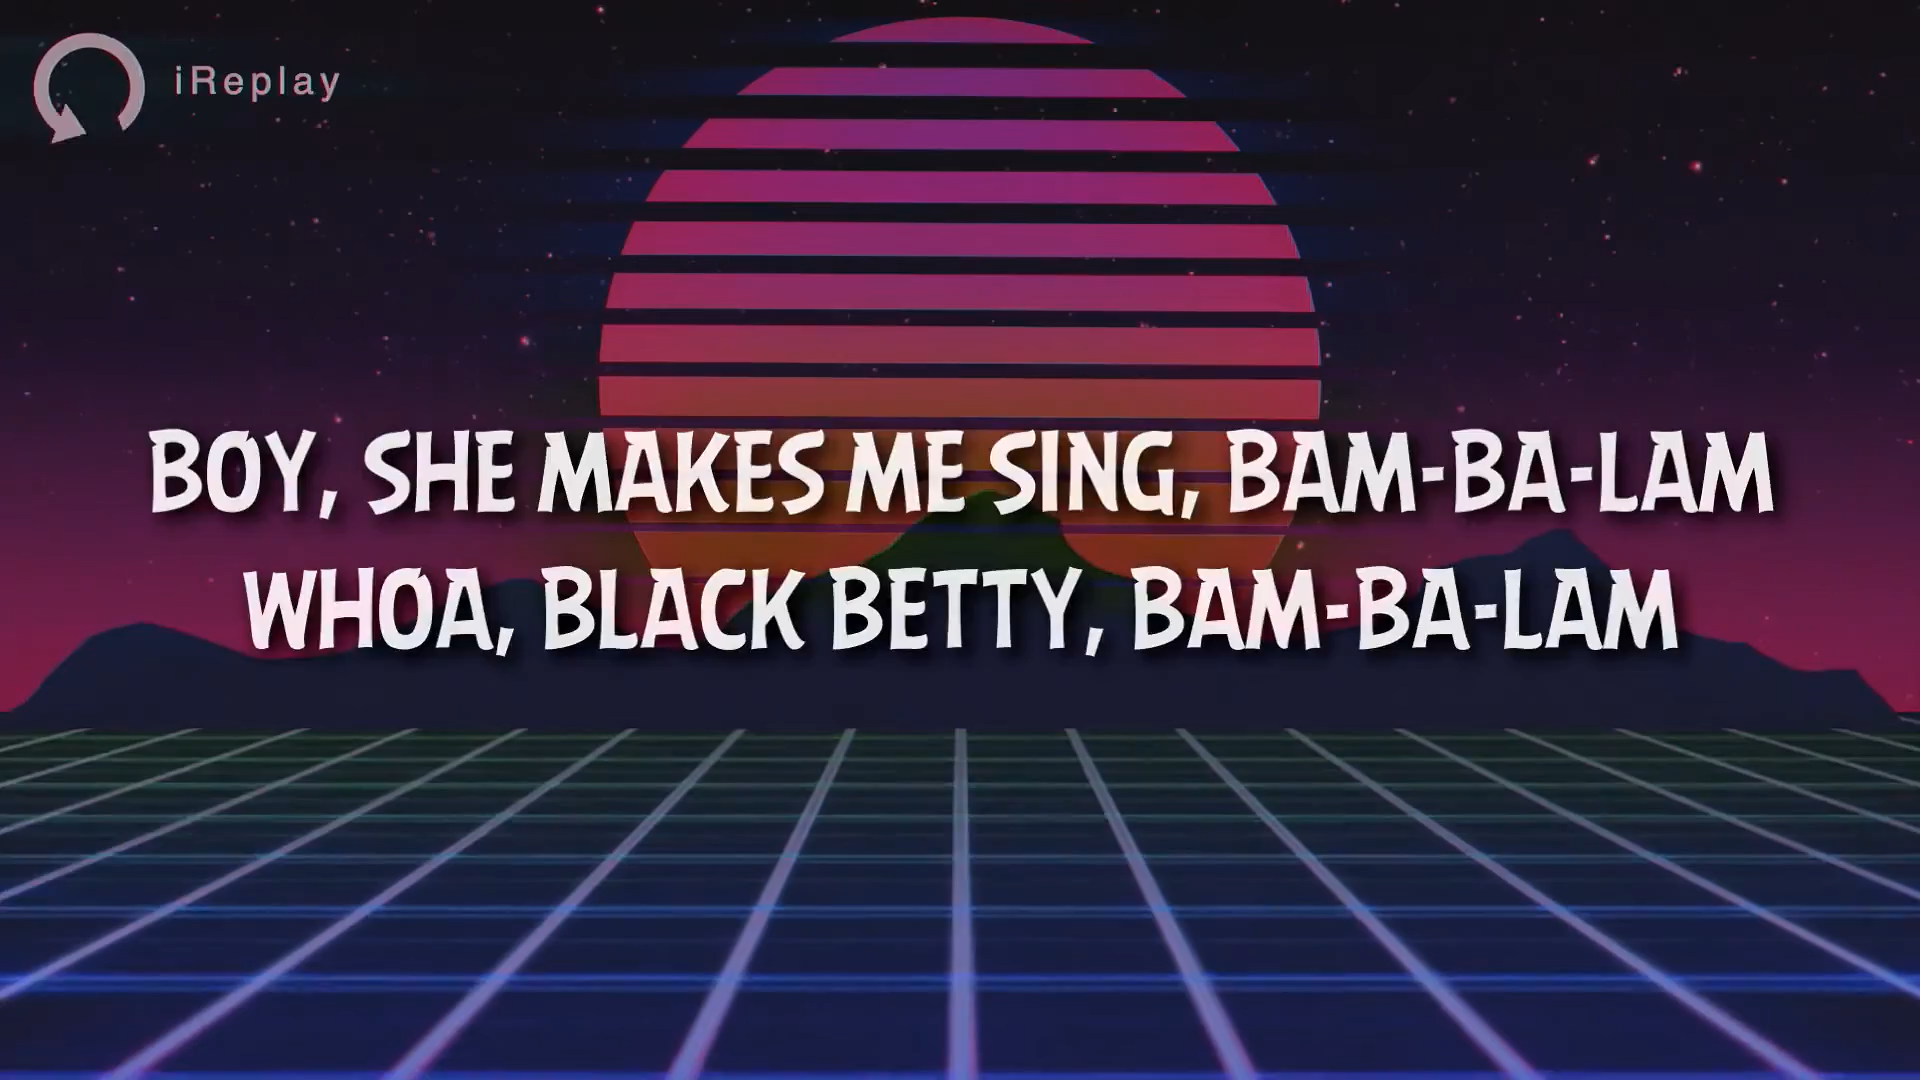 iReplay
BOY, SHE MAKES ME SING, BAM-BA-LAM
WHOA, BLACK BETTY, BAM-BA-LAM